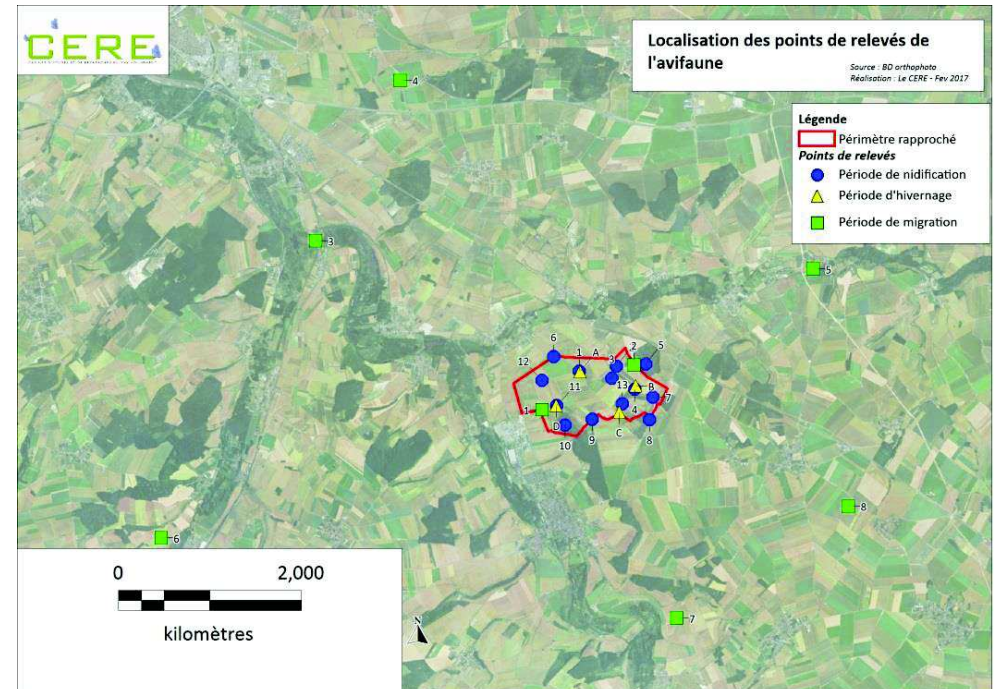 CERE
Localisation des points de relevés de
l'avifaune
Source : BD orthophoto
Réalisation : Le CERE - Fev 2017
Légende
Périmètre rapproché
Points de relevés
Période de nidification
Période d'hivernage
Période de migration
4
3
5
6
1
A
2
5
12
3
11
13
B
7
1
4
D
C
10
9
8
8
6
7
0
2,000
kilomètres
N